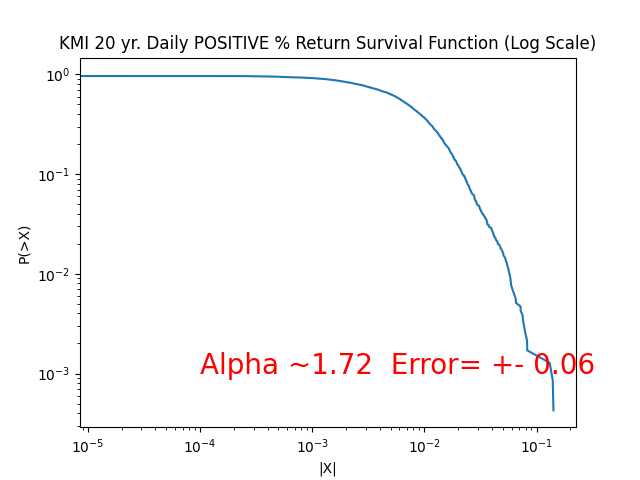 KMI 20 yr. Daily POSITIVE % Return Survival Function (Log Scale)
10⁰
10⁻¹
10⁻²
10⁻³
P(>X)
Alpha ~1.72  Error= +- 0.06
10⁻⁵ 10⁻⁴ 10⁻³ 10⁻² 10⁻¹
|X|